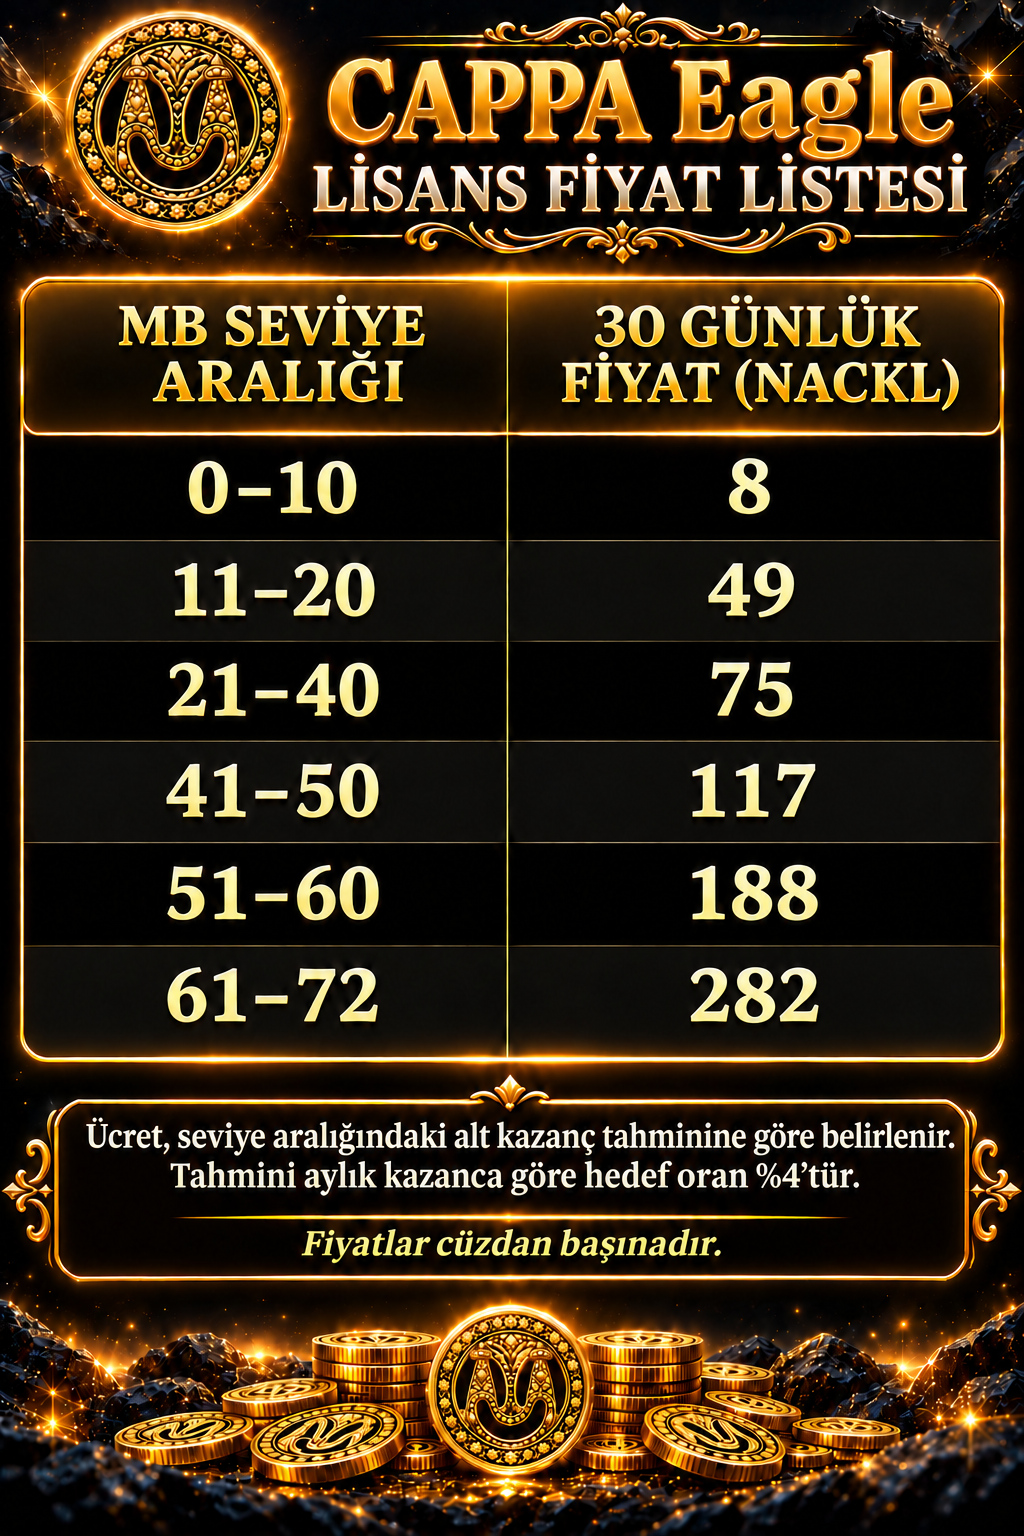 CAPPA Eagle
LİSANS FİYAT LİSTESİ
MB SEVİYE
ARALIĞI
30 GÜNLÜK
FİYAT (NACKL)
0–10
8
11–20
49
21–40
75
41–50
117
51–60
188
61–72
282
Ücret, seviye aralığındaki alt kazanç tahminine göre belirlenir.
Tahmini aylık kazanca göre hedef oran %4’tür.
Fiyatlar cüzdan başınadır.